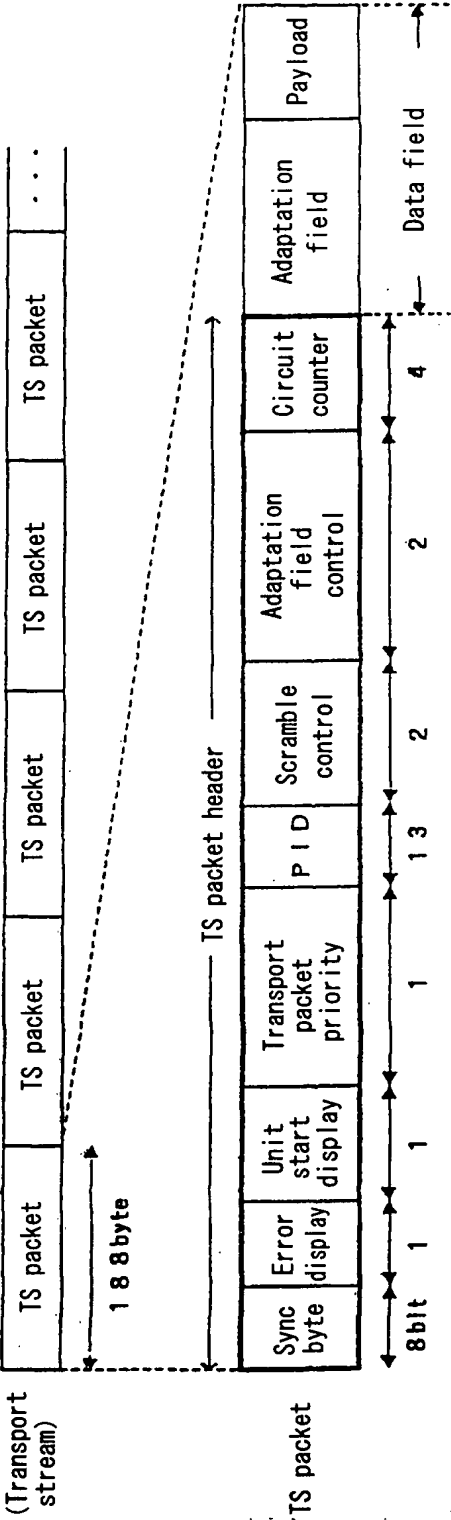 (Transport
stream)
TS packet
TS packet
TS packet
TS packet
TS packet
. . .
188byte
TS packet header
TS packet
Sync
byte
Error
display
Unit
start
display
Transport
packet
priority
PID
Scramble
control
Adaptation
field
control
Circuit
counter
Adaptation
field
Payload
8bit
1
1
1
13
2
2
4
Data field